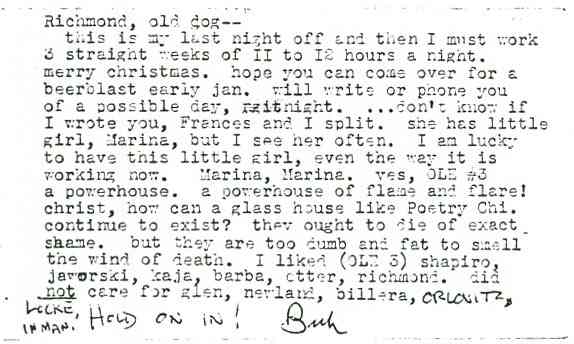 Richmond, old dog--
this is my last night off and then I must work
3 straight weeks of II to I2 hours a night.
merry christmas. hope you can come over for a
beerblast early jan. will write or phone you
of a possible day, night. ...don't know if
I wrote you, Frances and I split. she has little
girl, Marina, but I see her often. I am lucky
to have this little girl, even the way it is
working now. Marina, Marina. yes, OLE #3
a powerhouse. a powerhouse of flame and flare!
christ, how can a glass house like Poetry Chi.
continue to exist? they ought to die of exact
shame. but they are too dumb and fat to smell
the wind of death. I liked (OLE 3) shapiro,
jaworski, kaja, barba, etter, richmond. did
not care for glen, newland, billera, ORLOVITZ,
LOCKE,
INMAN. HOLD ON IN! Buk